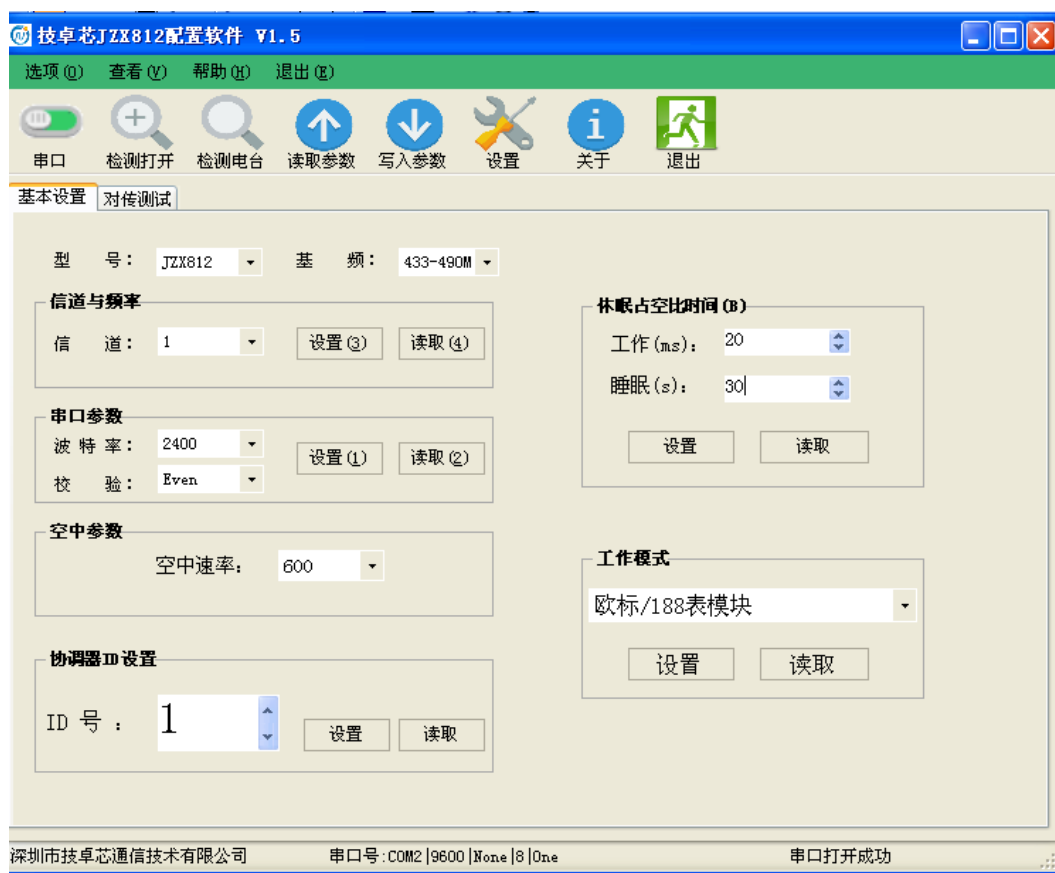 技卓芯JZX812配置软件 V1.5
选项(O) 查看(V) 帮助(H) 退出(E)
串口 检测打开 检测电台 读取参数 写入参数 设置 关于 退出
基本设置 对传测试
型 号: JZX812 基 频: 433-490M
信道与频率
信 道: 1 设置(3) 读取(4)
串口参数
波特率: 2400
校 验: Even
设置(1) 读取(2)
空中参数
空中速率: 600
协调器ID设置
ID号: 1 设置 读取
休眠占空比时间(B)
工作(ms): 20
睡眠(s): 30
设置 读取
工作模式
欧标/188表模块
设置 读取
深圳市技卓芯通信技术有限公司 串口号:COM2|9600|None|8|One 串口打开成功